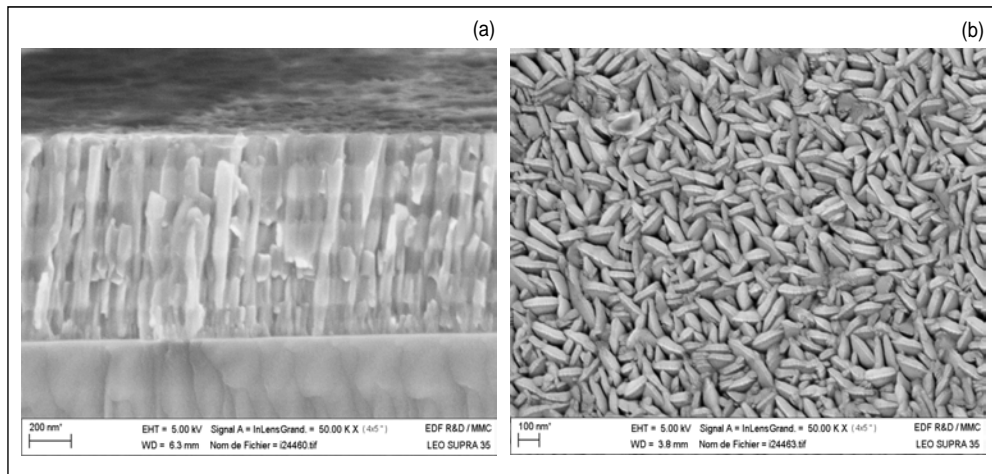 (a)
200 nm*
EHT = 5.00 kV Signal A = InLensGrand. = 50.00 K X (4x5")
EDF R&D / MMC
WD = 6.3 mm Nom de Fichier = i24460.tif
LEO SUPRA 35
(b)
100 nm*
EHT = 5.00 kV Signal A = InLensGrand. = 50.00 K X (4x5")
EDF R&D / MMC
WD = 3.8 mm Nom de Fichier = i24463.tif
LEO SUPRA 35